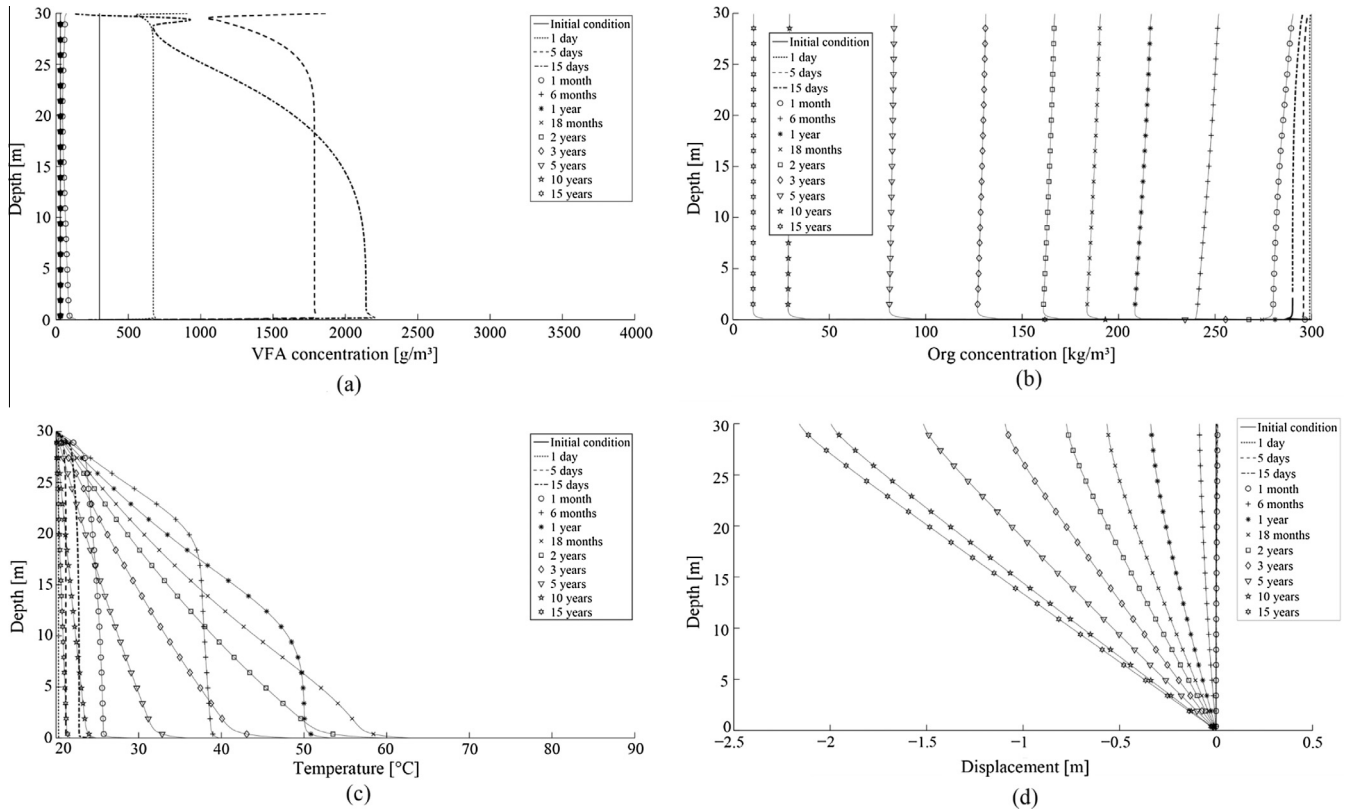 30
25
20
15
10
5
0
Depth [m]
0 500 1000 1500 2000 2500 3000 3500 4000
VFA concentration [g/m³]
Initial condition
1 day
5 days
15 days
1 month
6 months
1 year
18 months
2 years
3 years
5 years
10 years
15 years
(a)
30
25
20
15
10
5
0
Depth [m]
0 50 100 150 200 250 300
Org concentration [kg/m³]
Initial condition
1 day
5 days
15 days
1 month
6 months
1 year
18 months
2 years
3 years
5 years
10 years
15 years
(b)
30
25
20
15
10
5
0
Depth [m]
20 30 40 50 60 70 80 90
Temperature [°C]
Initial condition
1 day
5 days
15 days
1 month
6 months
1 year
18 months
2 years
3 years
5 years
10 years
15 years
(c)
30
25
20
15
10
5
0
Depth [m]
−2.5 −2 −1.5 −1 −0.5 0 0.5
Displacement [m]
Initial condition
1 day
5 days
15 days
1 month
6 months
1 year
18 months
2 years
3 years
5 years
10 years
15 years
(d)